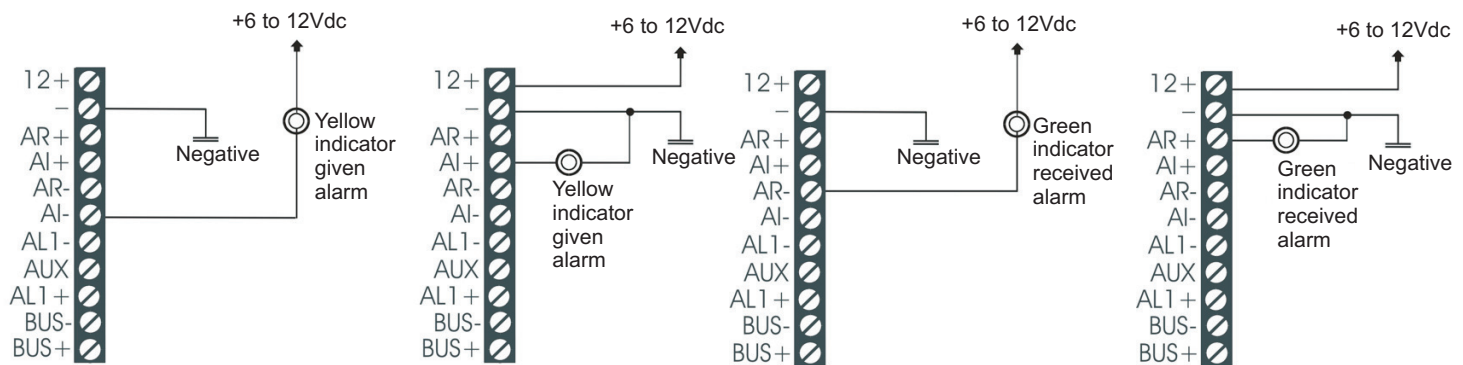 +6 to 12Vdc
12+
–
AR+
AI+
AR-
AI-
AL1-
AUX
AL1+
BUS-
BUS+
Negative
Yellow
indicator
given
alarm
+6 to 12Vdc
12+
–
AR+
AI+
AR-
AI-
AL1-
AUX
AL1+
BUS-
BUS+
Negative
Yellow
indicator
given
alarm
+6 to 12Vdc
12+
–
AR+
AI+
AR-
AI-
AL1-
AUX
AL1+
BUS-
BUS+
Negative
Green
indicator
received
alarm
+6 to 12Vdc
12+
–
AR+
AI+
AR-
AI-
AL1-
AUX
AL1+
BUS-
BUS+
Negative
Green
indicator
received
alarm